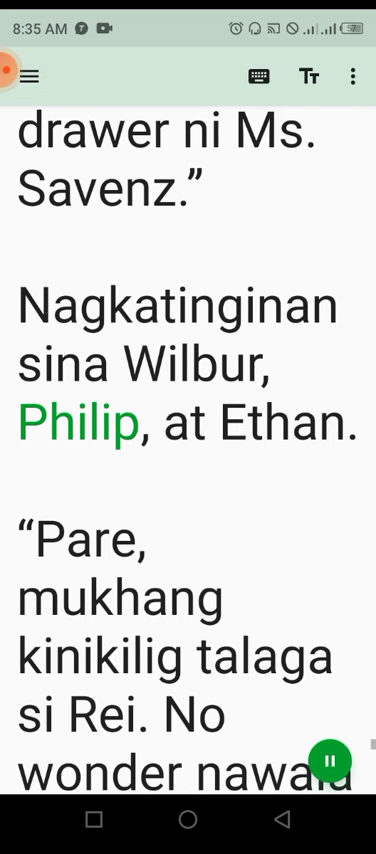 8:35 AM
drawer ni Ms.
Savenz.”
Nagkatinginan
sina Wilbur,
Philip, at Ethan.
“Pare,
mukhang
kinikilig talaga
si Rei. No
wonder nawala